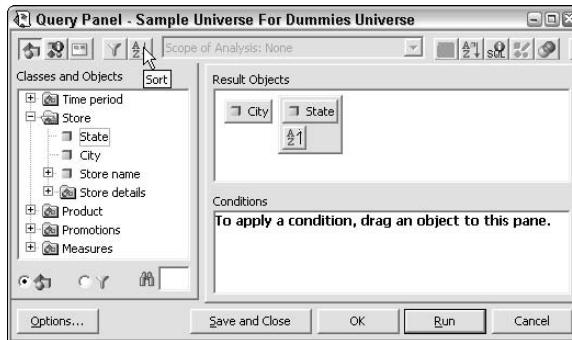 Query Panel - Sample Universe For Dummies Universe
Scope of Analysis: None
SQL
Classes and Objects
Sort
Result Objects
Time period
Store
State
City
Store name
Store details
Product
Promotions
Measures
City
State
A
Z
Conditions
To apply a condition, drag an object to this pane.
Options...
Save and Close
OK
Run
Cancel